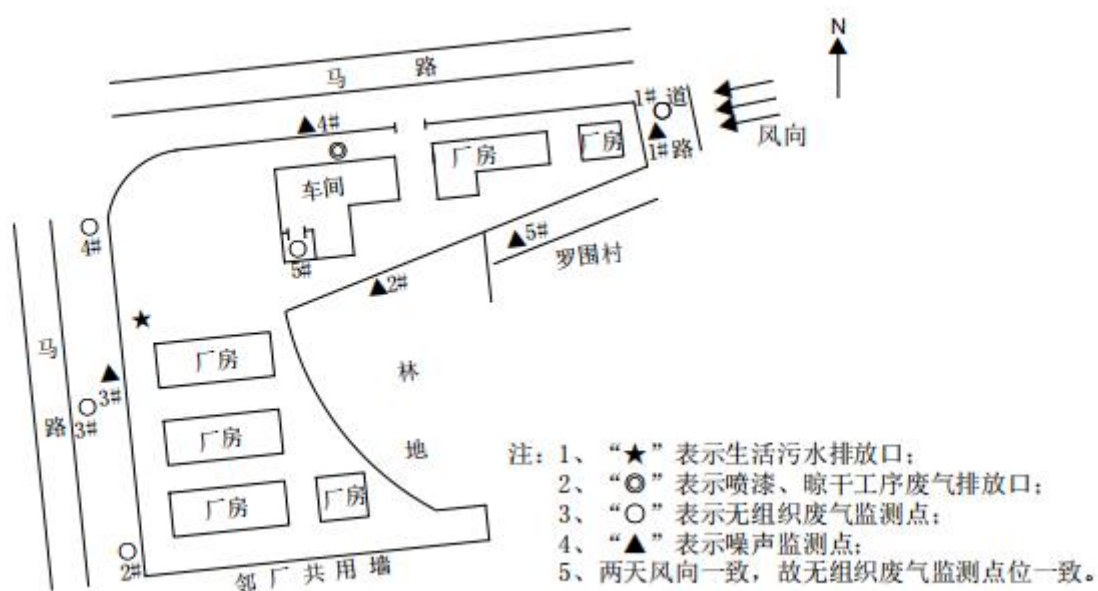 N
马 路
1# 道
1# 路
风向
▲4#
厂房
厂房
车间
4#
5#
▲5#
罗围村
▲2#
马
路
厂房
3#
3#
林
地
厂房
厂房
厂房
2#
邻厂共用墙
注：1、“★”表示生活污水排放口；
2、“◎”表示喷漆、晾干工序废气排放口；
3、“○”表示无组织废气监测点；
4、“▲”表示噪声监测点；
5、两天风向一致，故无组织废气监测点位一致。